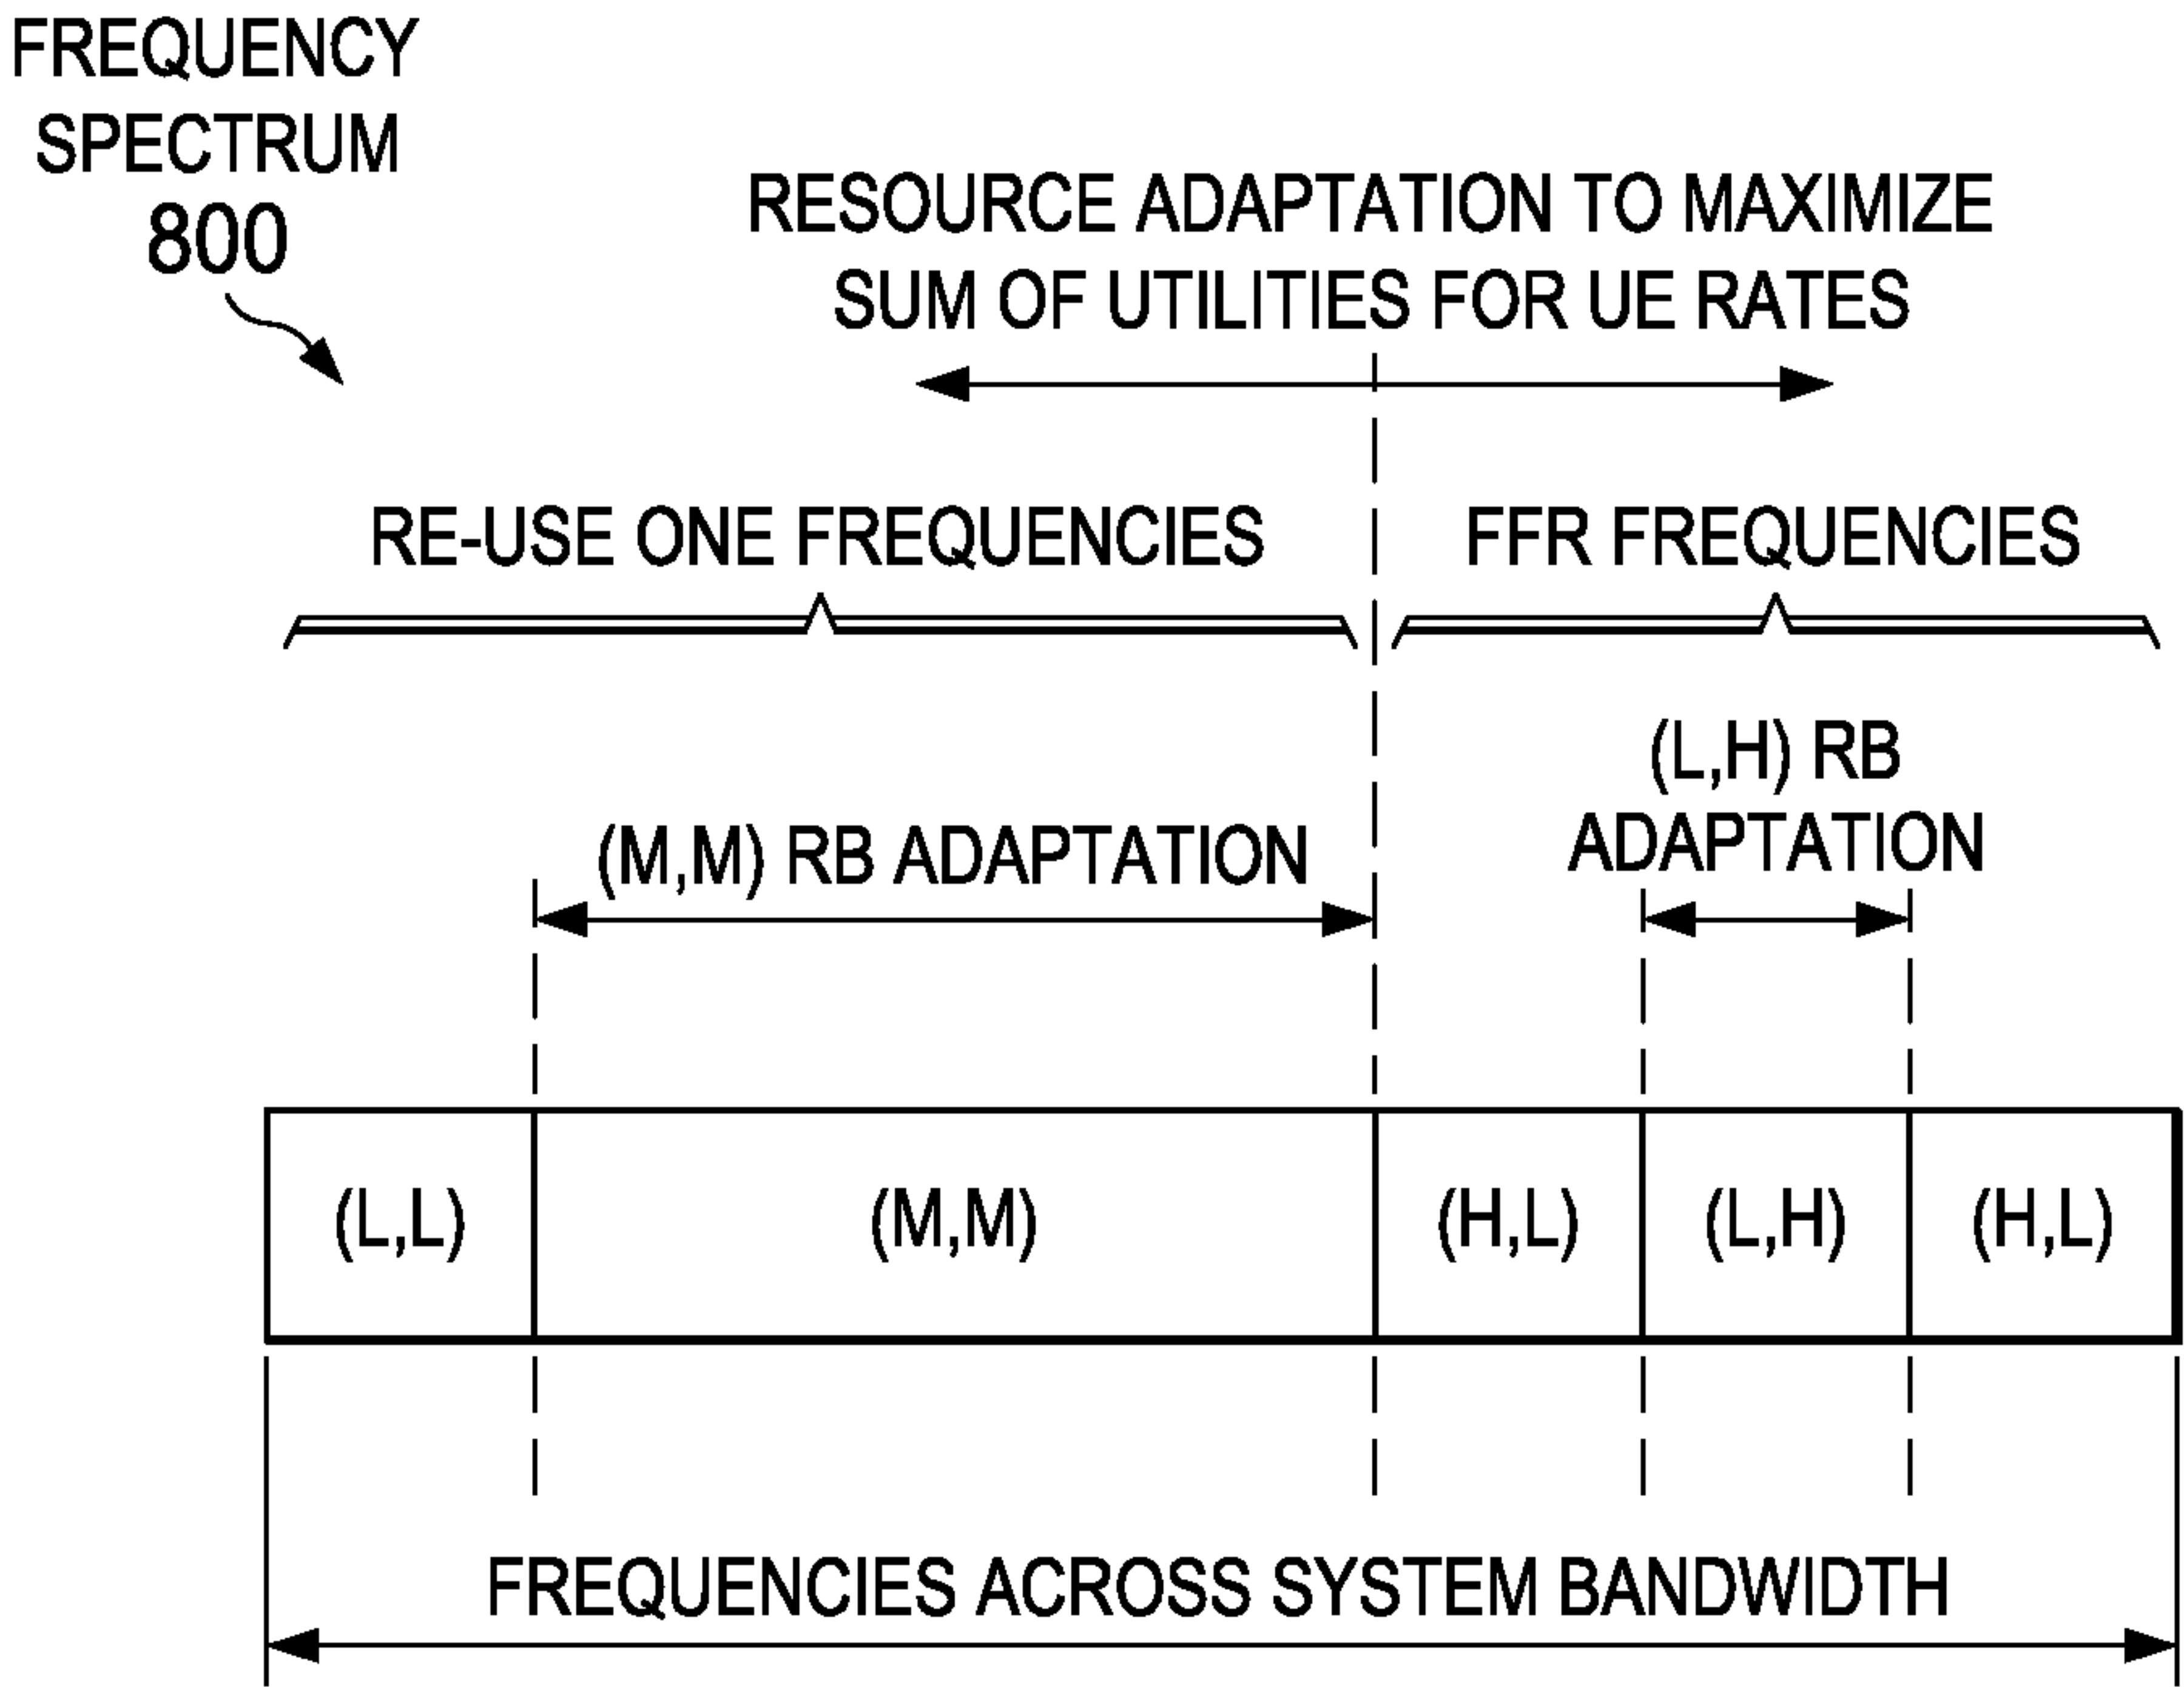 FREQUENCY
SPECTRUM
800
RESOURCE ADAPTATION TO MAXIMIZE
SUM OF UTILITIES FOR UE RATES
RE-USE ONE FREQUENCIES
FFR FREQUENCIES
(L,H) RB
ADAPTATION
(M,M) RB ADAPTATION
(L,L)
(M,M)
(H,L)
(L,H)
(H,L)
FREQUENCIES ACROSS SYSTEM BANDWIDTH